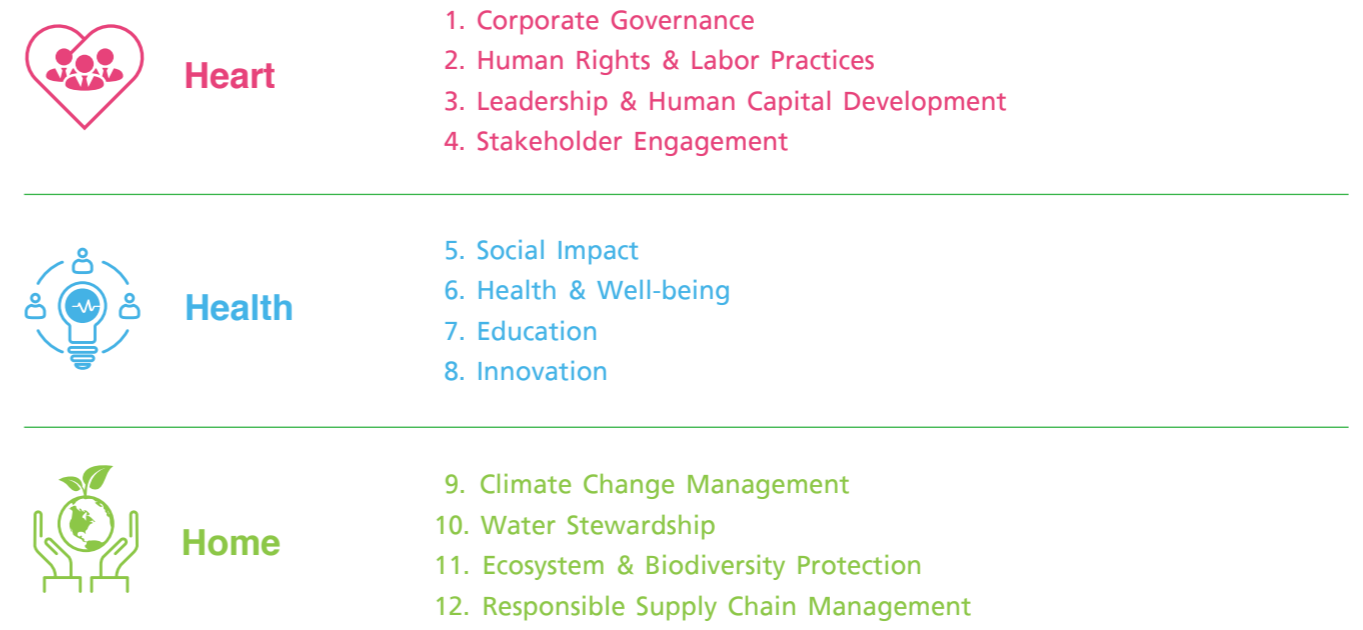 Heart
1. Corporate Governance
2. Human Rights & Labor Practices
3. Leadership & Human Capital Development
4. Stakeholder Engagement
Health
5. Social Impact
6. Health & Well-being
7. Education
8. Innovation
Home
9. Climate Change Management
10. Water Stewardship
11. Ecosystem & Biodiversity Protection
12. Responsible Supply Chain Management